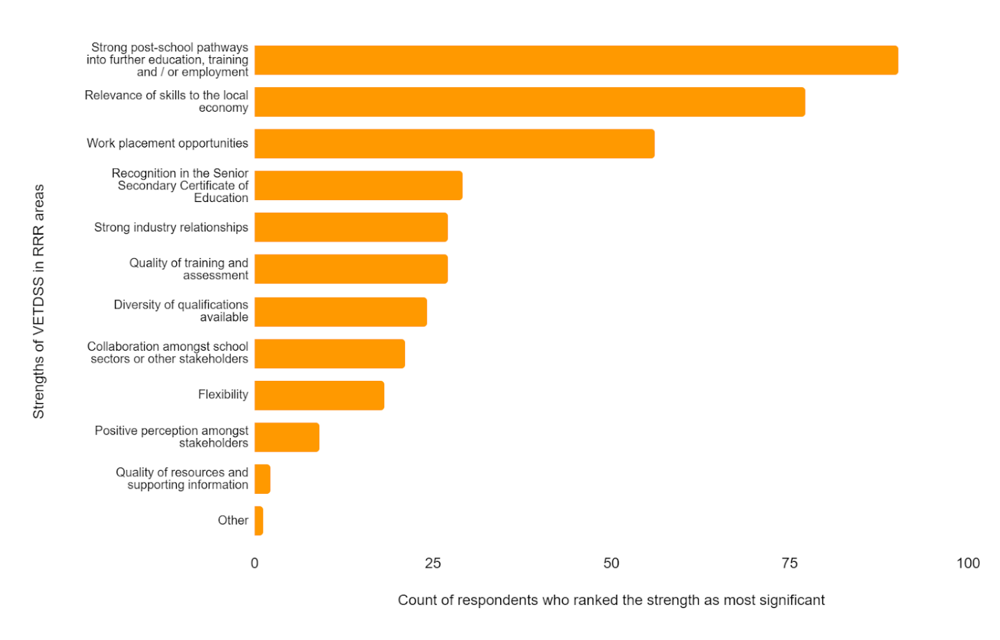 Strong post-school pathways
into further education, training
and / or employment
Relevance of skills to the local
economy
Work placement opportunities
Recognition in the Senior
Secondary Certificate of
Education
Strong industry relationships
Quality of training and
assessment
Diversity of qualifications
available
Collaboration amongst school
sectors or other stakeholders
Flexibility
Positive perception amongst
stakeholders
Quality of resources and
supporting information
Other
Strengths of VETDSS in RRR areas
0 25 50 75 100
Count of respondents who ranked the strength as most significant